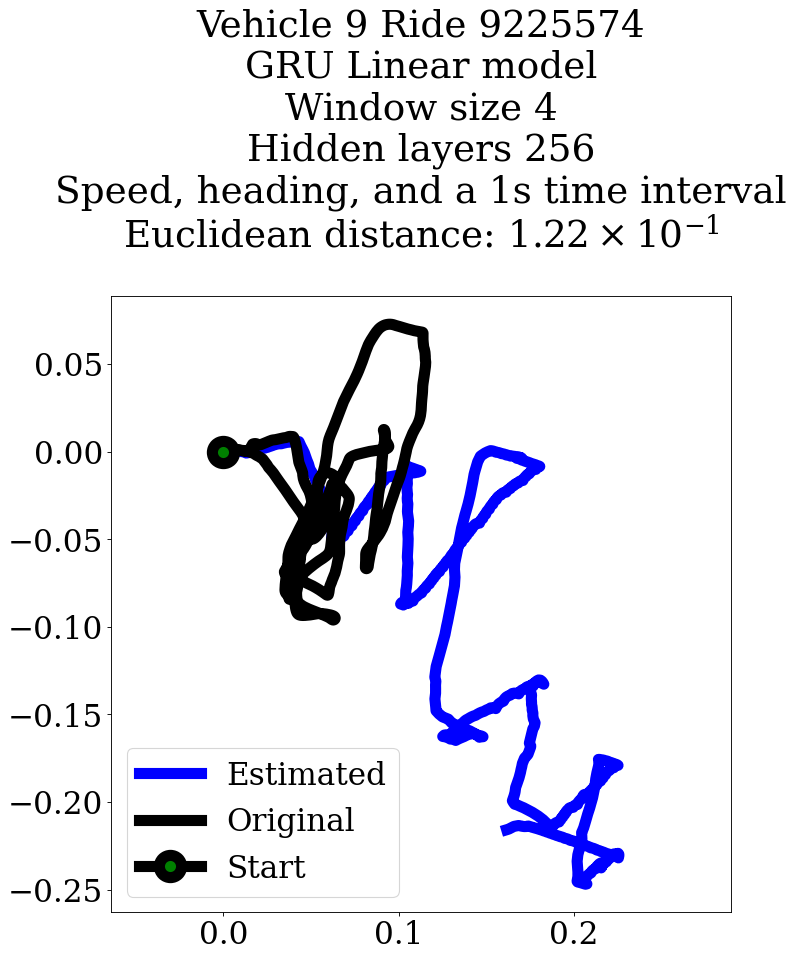 Vehicle 9 Ride 9225574
GRU Linear model
Window size 4
Hidden layers 256
Speed, heading, and a 1s time interval
Euclidean distance: 1.22 × 10⁻¹
0.05
0.00
−0.05
−0.10
−0.15
−0.20
−0.25
Estimated
Original
Start
0.0 0.1 0.2